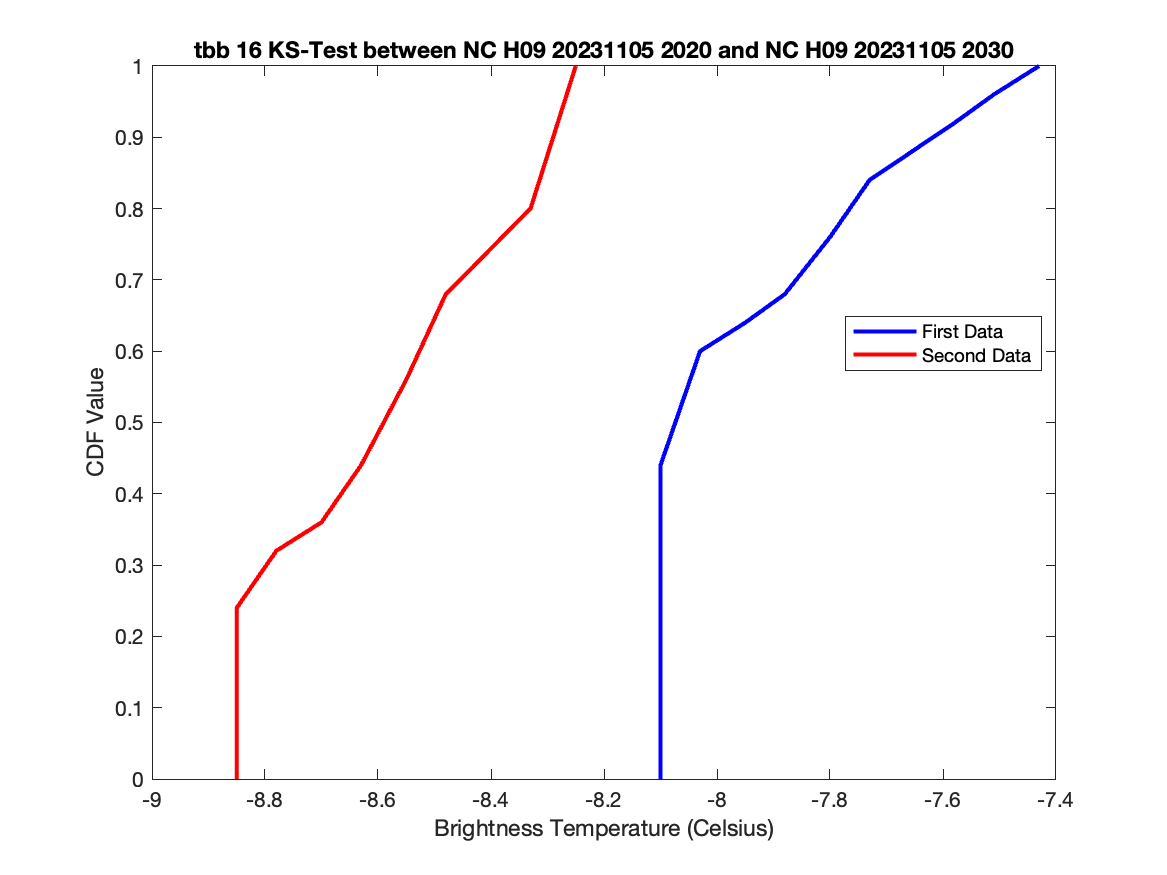 tbb 16 KS-Test between NC H09 20231105 2020 and NC H09 20231105 2030
1
0.9
0.8
0.7
0.6
0.5
0.4
0.3
0.2
0.1
0
CDF Value
First Data
Second Data
-9 -8.8 -8.6 -8.4 -8.2 -8 -7.8 -7.6 -7.4
Brightness Temperature (Celsius)